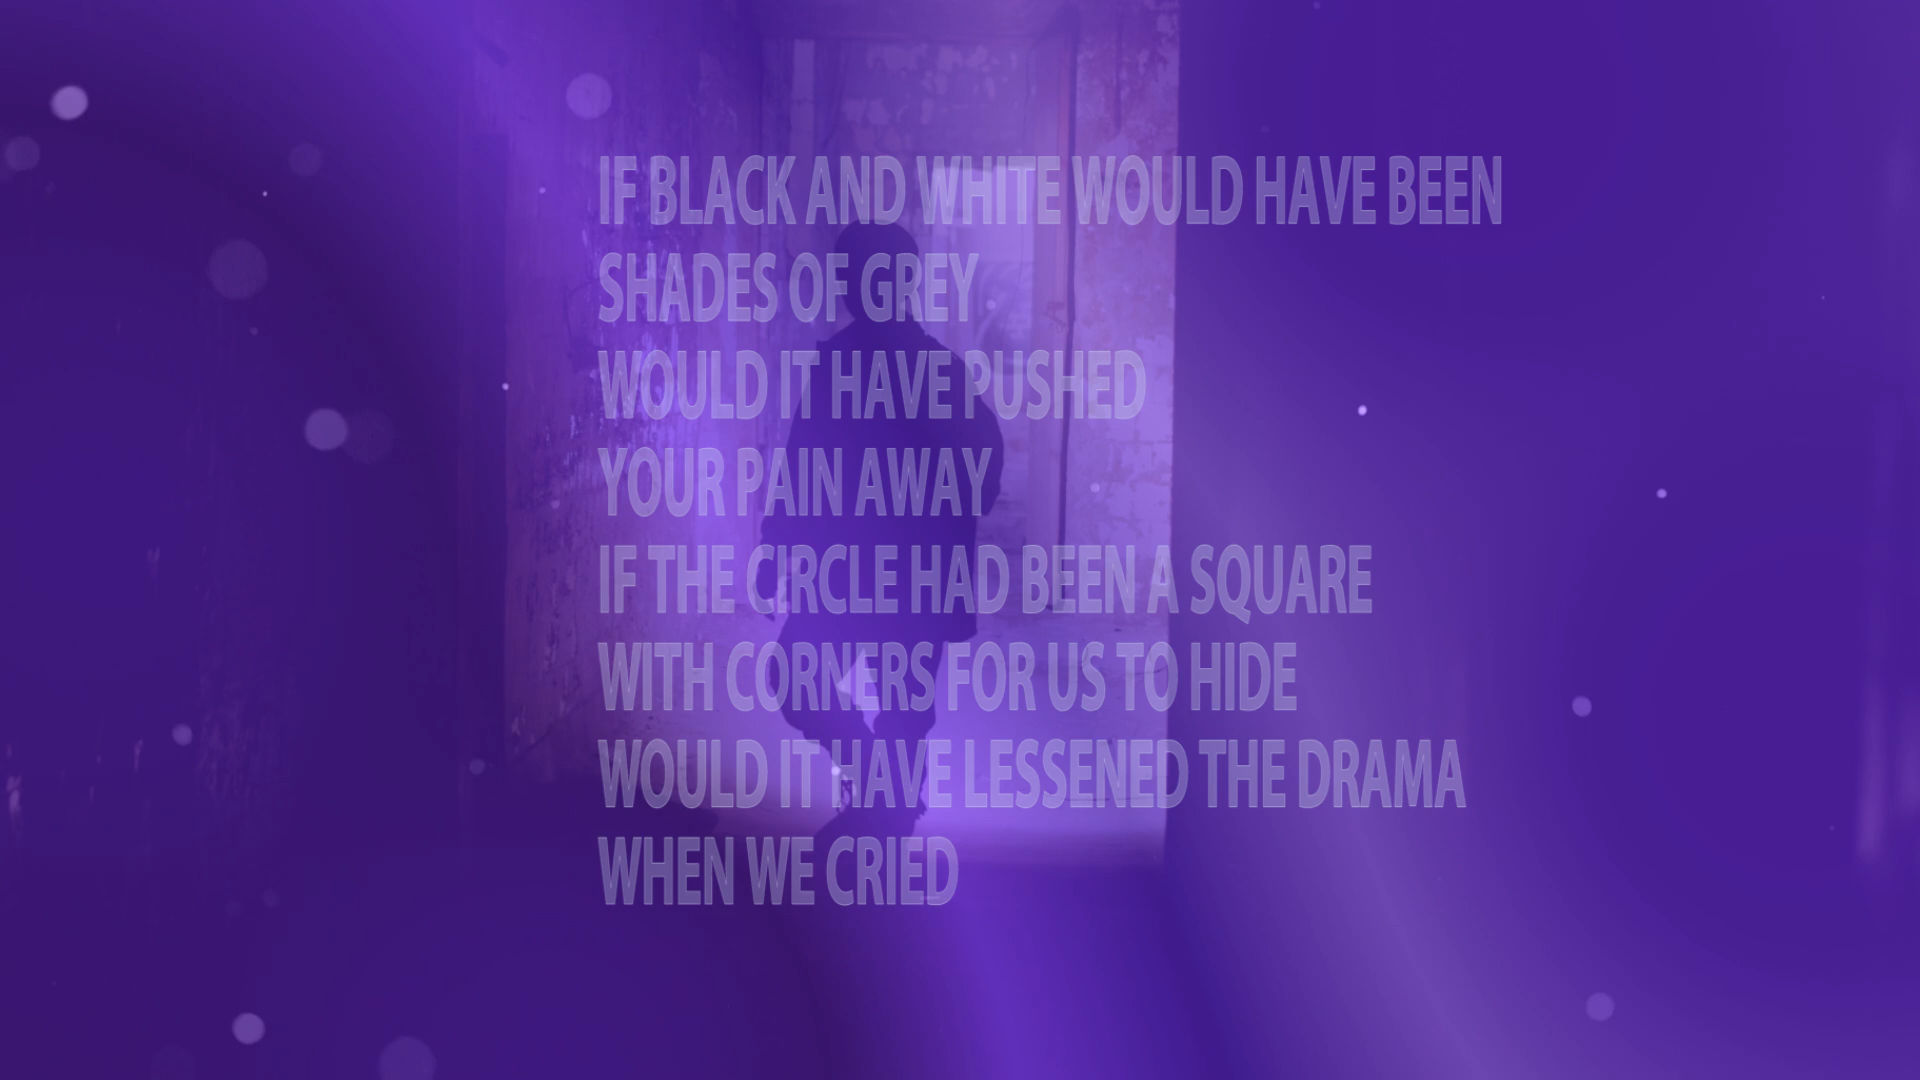 IF BLACK AND WHITE WOULD HAVE BEEN
SHADES OF GREY
WOULD IT HAVE PUSHED
YOUR PAIN AWAY
IF THE CIRCLE HAD BEEN A SQUARE
WITH CORNERS FOR US TO HIDE
WOULD IT HAVE LESSENED THE DRAMA
WHEN WE CRIED